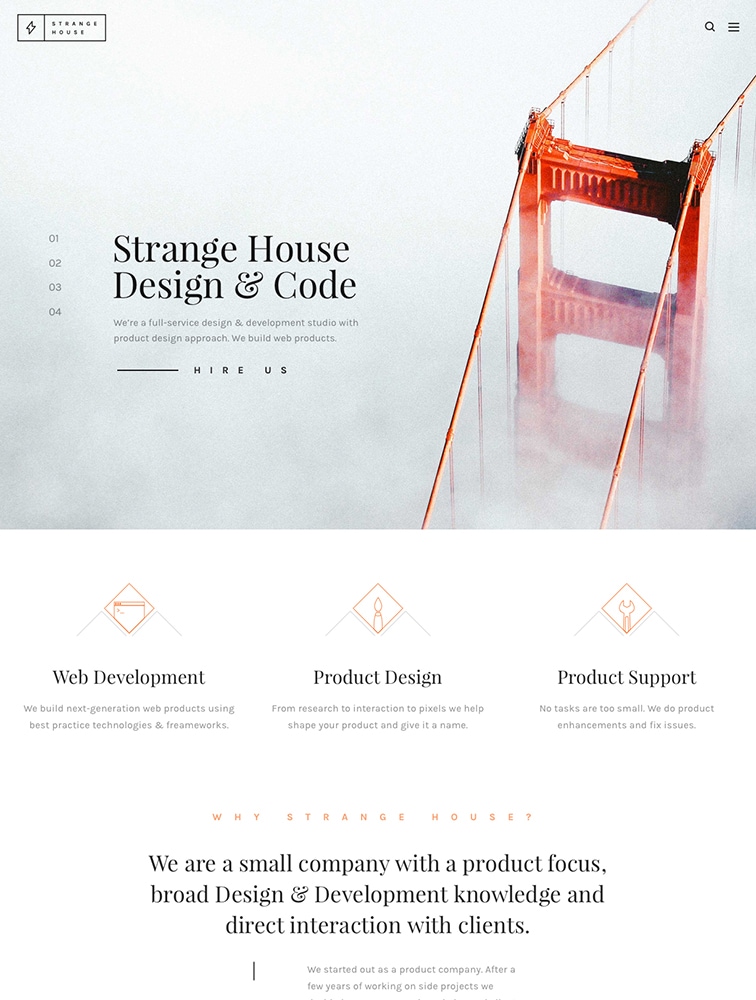 STRANGE
HOUSE
01
02
03
04
Strange House
Design & Code
We're a full-service design & development studio with
product design approach. We build web products.
HIRE US
Web Development
We build next-generation web products using
best practice technologies & freameworks.
Product Design
From research to interaction to pixels we help
shape your product and give it a name.
Product Support
No tasks are too small. We do product
enhancements and fix issues.
WHY STRANGE HOUSE?
We are a small company with a product focus,
broad Design & Development knowledge and
direct interaction with clients.
We started out as a product company. After a
few years of working on side projects we